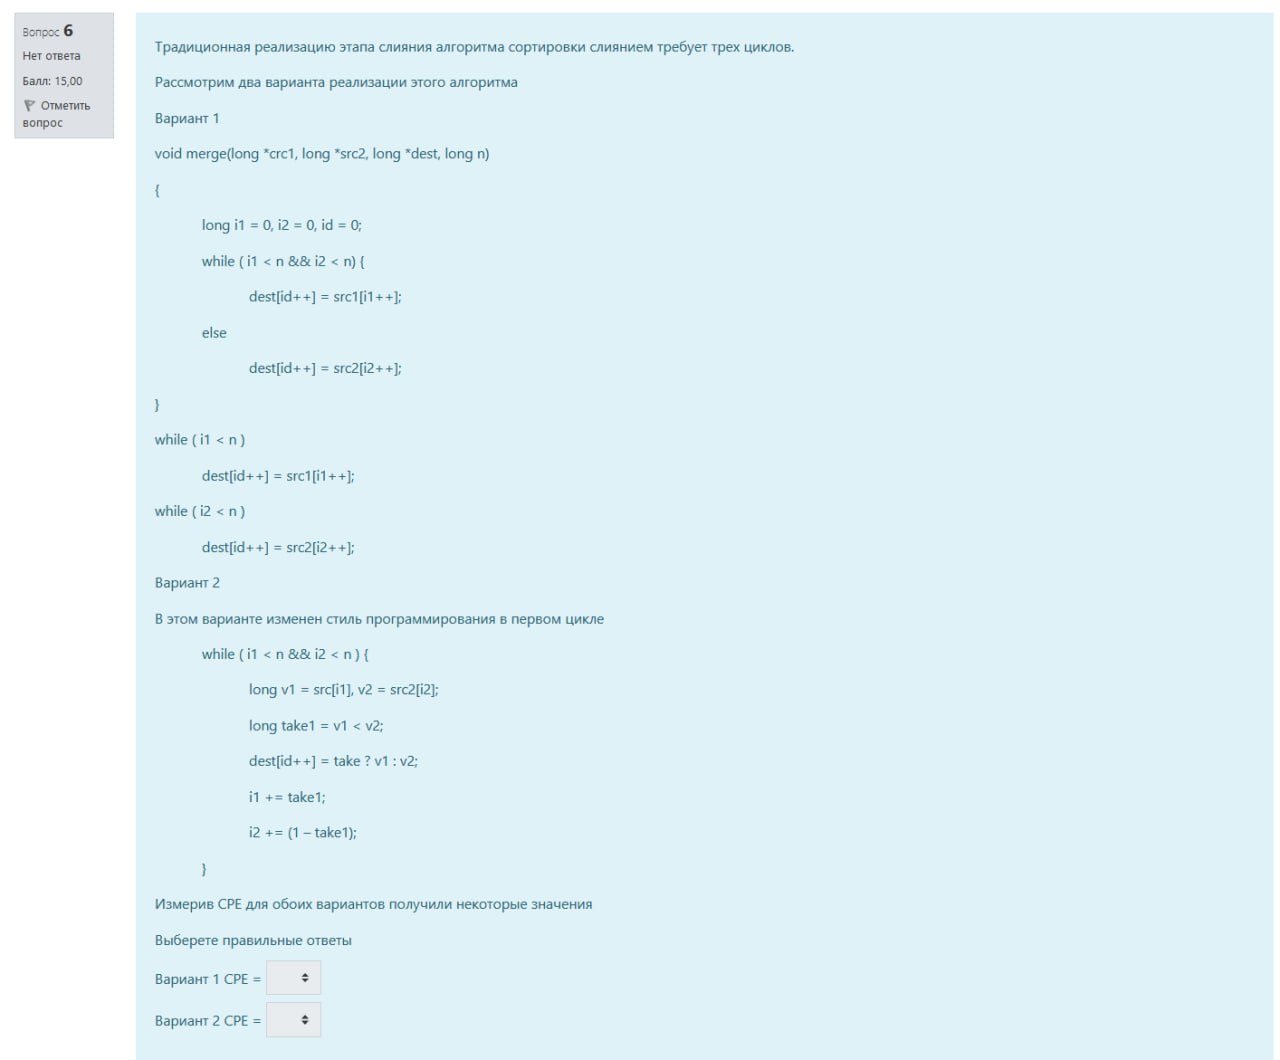 Вопрос 6
Нет ответа
Балл: 15,00
Отметить
вопрос
Традиционная реализацию этапа слияния алгоритма сортировки слиянием требует трех циклов.
Рассмотрим два варианта реализации этого алгоритма
Вариант 1
void merge(long *crc1, long *src2, long *dest, long n)
{
long i1 = 0, i2 = 0, id = 0;
while ( i1 < n && i2 < n) {
dest[id++] = src1[i1++];
else
dest[id++] = src2[i2++];
}
while ( i1 < n )
dest[id++] = src1[i1++];
while ( i2 < n )
dest[id++] = src2[i2++];
Вариант 2
В этом варианте изменен стиль программирования в первом цикле
while ( i1 < n && i2 < n ) {
long v1 = src[i1], v2 = src2[i2];
long take1 = v1 < v2;
dest[id++] = take ? v1 : v2;
i1 += take1;
i2 += (1 – take1);
}
Измерив CPE для обоих вариантов получили некоторые значения
Выберете правильные ответы
Вариант 1 CPE =
Вариант 2 CPE =